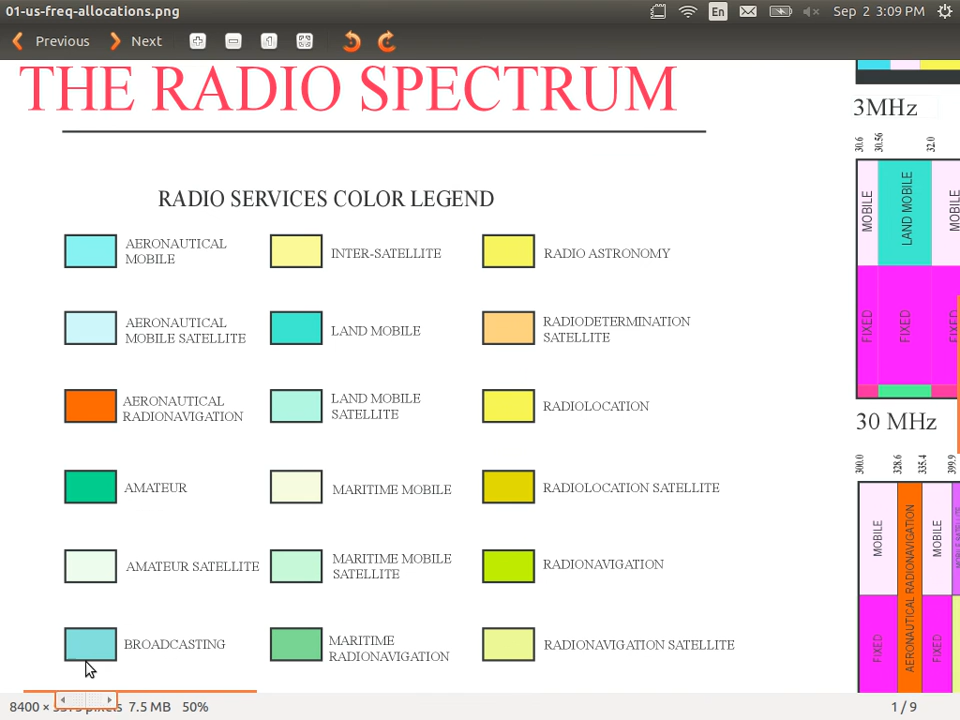 01-us-freq-allocations.png
En
Sep 2 3:09 PM
Previous
Next
THE RADIO SPECTRUM
3MHz
30.6
30.56
32.0
MOBILE
LAND MOBILE
MOBILE
FIXED
FIXED
FIXED
RADIO SERVICES COLOR LEGEND
AERONAUTICAL
MOBILE
INTER-SATELLITE
RADIO ASTRONOMY
AERONAUTICAL
MOBILE SATELLITE
LAND MOBILE
RADIODETERMINATION
SATELLITE
AERONAUTICAL
RADIONAVIGATION
LAND MOBILE
SATELLITE
RADIOLOCATION
30 MHz
300.0
328.6
335.4
399.9
AMATEUR
MARITIME MOBILE
RADIOLOCATION SATELLITE
MOBILE
AERONAUTICAL RADIONAVIGATION
MOBILE
AMATEUR SATELLITE
MARITIME MOBILE
SATELLITE
RADIONAVIGATION
BROADCASTING
MARITIME
RADIONAVIGATION
RADIONAVIGATION SATELLITE
FIXED
FIXED
8400 ×
7.5 MB
50%
1 / 9